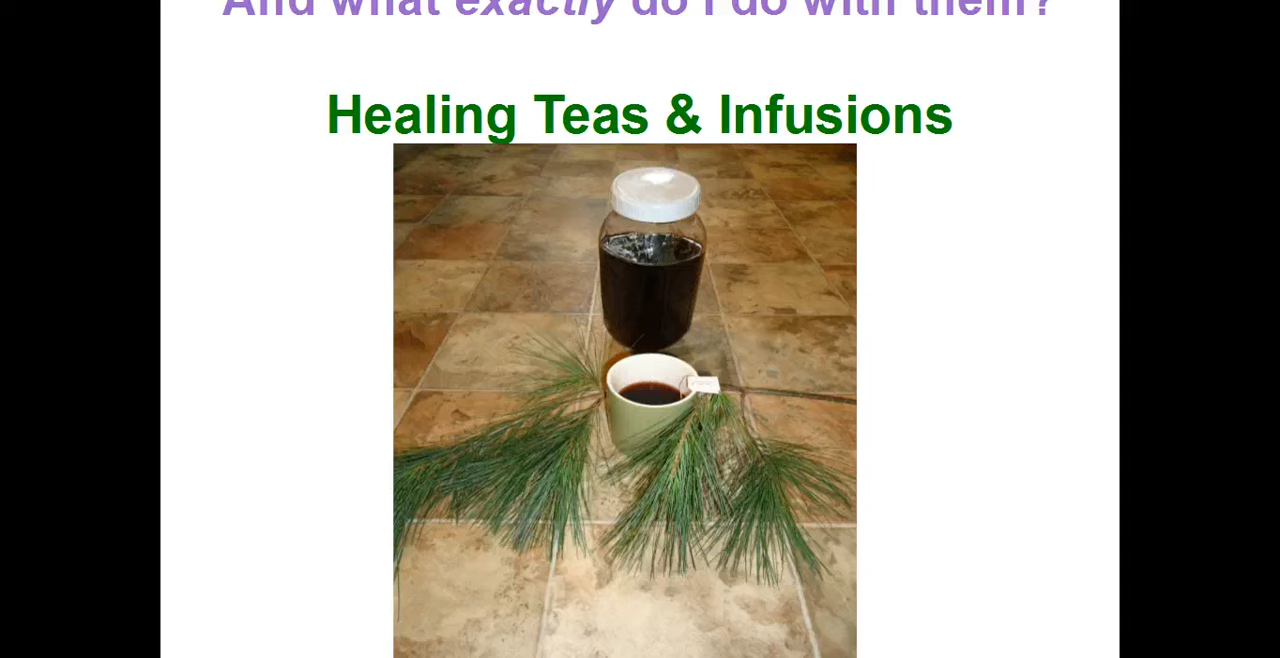 And what exactly do I do with them?
Healing Teas & Infusions